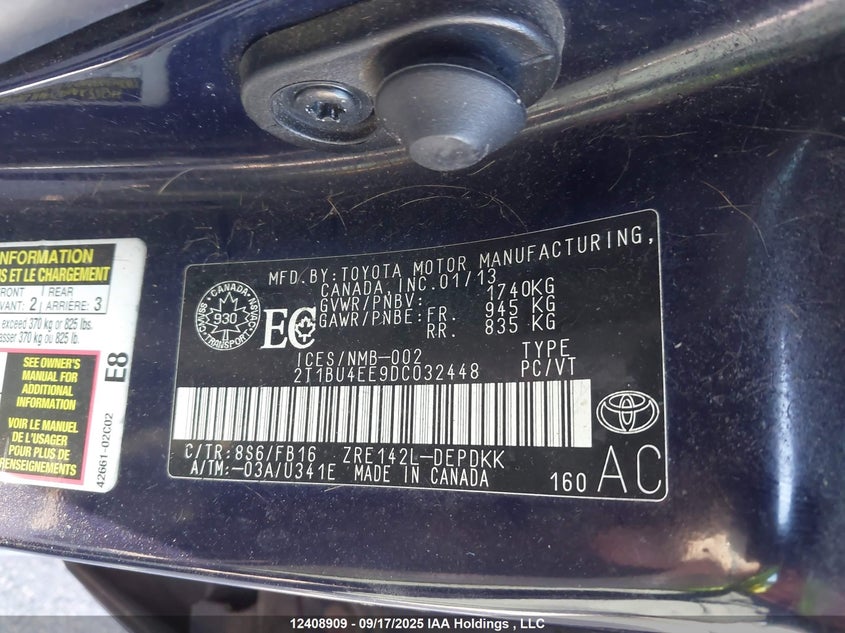 INFORMATION
S ET LE CHARGEMENT
FRONT
AVANT: 2
REAR
ARRIÈRE: 3
exceed 370 kg or 825 lbs.
asser 370 kg ou 825 lb.
SEE OWNER'S
MANUAL FOR
ADDITIONAL
INFORMATION
VOIR LE MANUEL
DE L'USAGER
POUR PLUS DE
RENSEIGNEMENTS
E8
42661-02C02
MFD.BY:TOYOTA MOTOR MANUFACTURING,
CANADA,INC.01/13
GVWR/PNBV: 1740KG
GAWR/PNBE:FR. 945 KG
RR. 835 KG
CANADA
930
TRANSPORT
EC
ICES/NMB-002
TYPE
2T1BU4EE9DC032448
PC/VT
C/TR:8S6/FB16 ZRE142L-DEPDKK
A/TM:-03A/U341E MADE IN CANADA
160 AC
12408909 - 09/17/2025 IAA Holdings , LLC